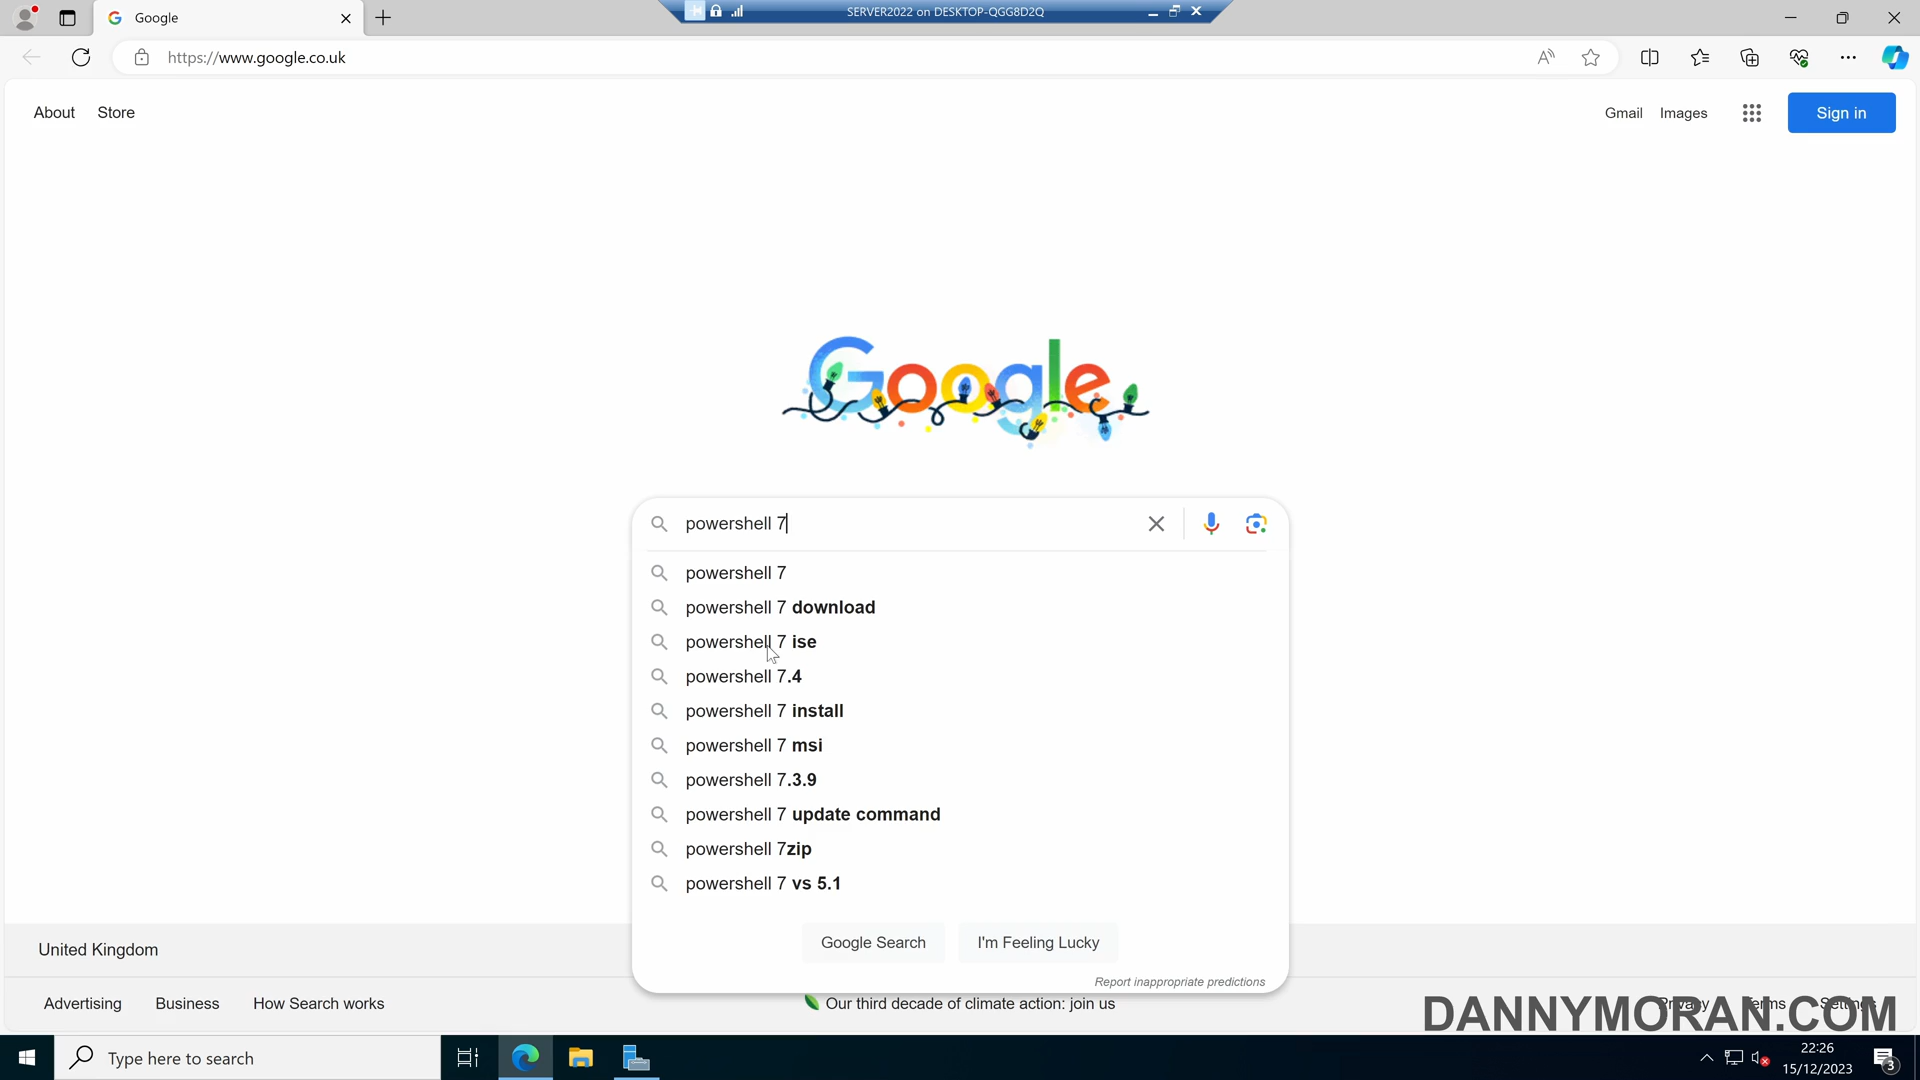 Google
SERVER2022 on DESKTOP-QGG8D2Q
https://www.google.co.uk
About
Store
Gmail
Images
Sign in
Google
powershell 7
powershell 7
powershell 7 download
powershell 7 ise
powershell 7.4
powershell 7 install
powershell 7 msi
powershell 7.3.9
powershell 7 update command
powershell 7zip
powershell 7 vs 5.1
Google Search
I'm Feeling Lucky
Report inappropriate predictions
United Kingdom
Advertising
Business
How Search works
Our third decade of climate action: join us
Privacy
Terms
Settings
DANNYMORAN.COM
Type here to search
22:26
15/12/2023
3